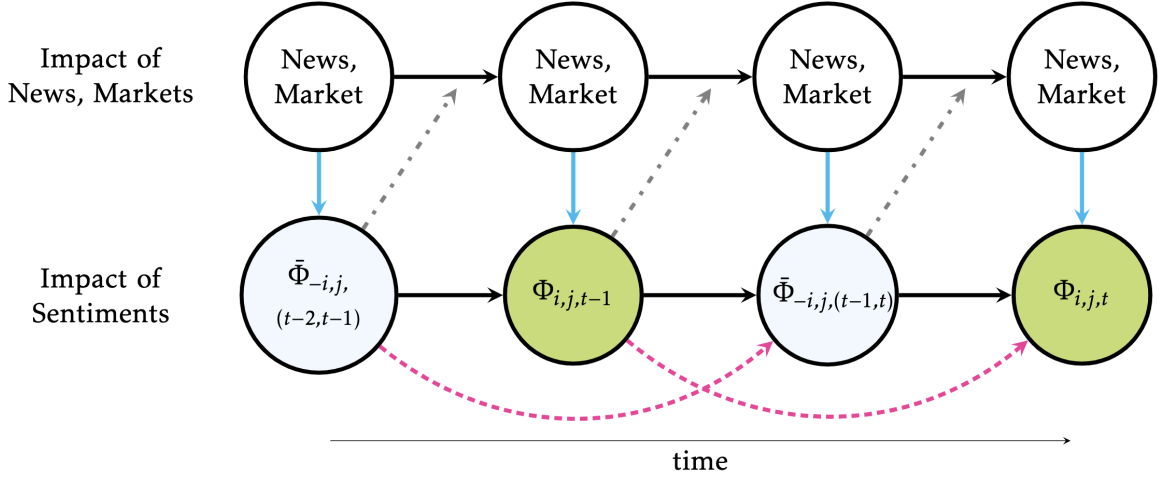 Impact of
News, Markets
News,
Market
News,
Market
News,
Market
News,
Market
Impact of
Sentiments
Φ̄₋ᵢ,ⱼ,
(t−2,t−1)
Φᵢ,ⱼ,ₜ₋₁
Φ̄₋ᵢ,ⱼ,₍ₜ₋₁,ₜ₎
Φᵢ,ⱼ,ₜ
time